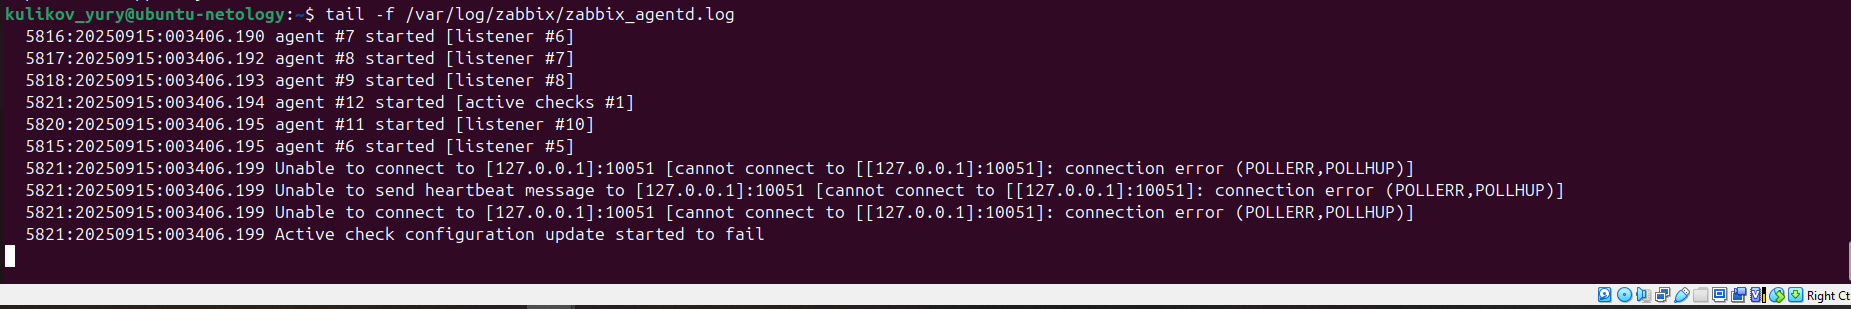 kulikov_yury@ubuntu-netology:~$ tail -f /var/log/zabbix/zabbix_agentd.log
5816:20250915:003406.190 agent #7 started [listener #6]
5817:20250915:003406.192 agent #8 started [listener #7]
5818:20250915:003406.193 agent #9 started [listener #8]
5821:20250915:003406.194 agent #12 started [active checks #1]
5820:20250915:003406.195 agent #11 started [listener #10]
5815:20250915:003406.195 agent #6 started [listener #5]
5821:20250915:003406.199 Unable to connect to [127.0.0.1]:10051 [cannot connect to [[127.0.0.1]:10051]: connection error (POLLERR,POLLHUP)]
5821:20250915:003406.199 Unable to send heartbeat message to [127.0.0.1]:10051 [cannot connect to [[127.0.0.1]:10051]: connection error (POLLERR,POLLHUP)]
5821:20250915:003406.199 Unable to connect to [127.0.0.1]:10051 [cannot connect to [[127.0.0.1]:10051]: connection error (POLLERR,POLLHUP)]
5821:20250915:003406.199 Active check configuration update started to fail
Right Ct